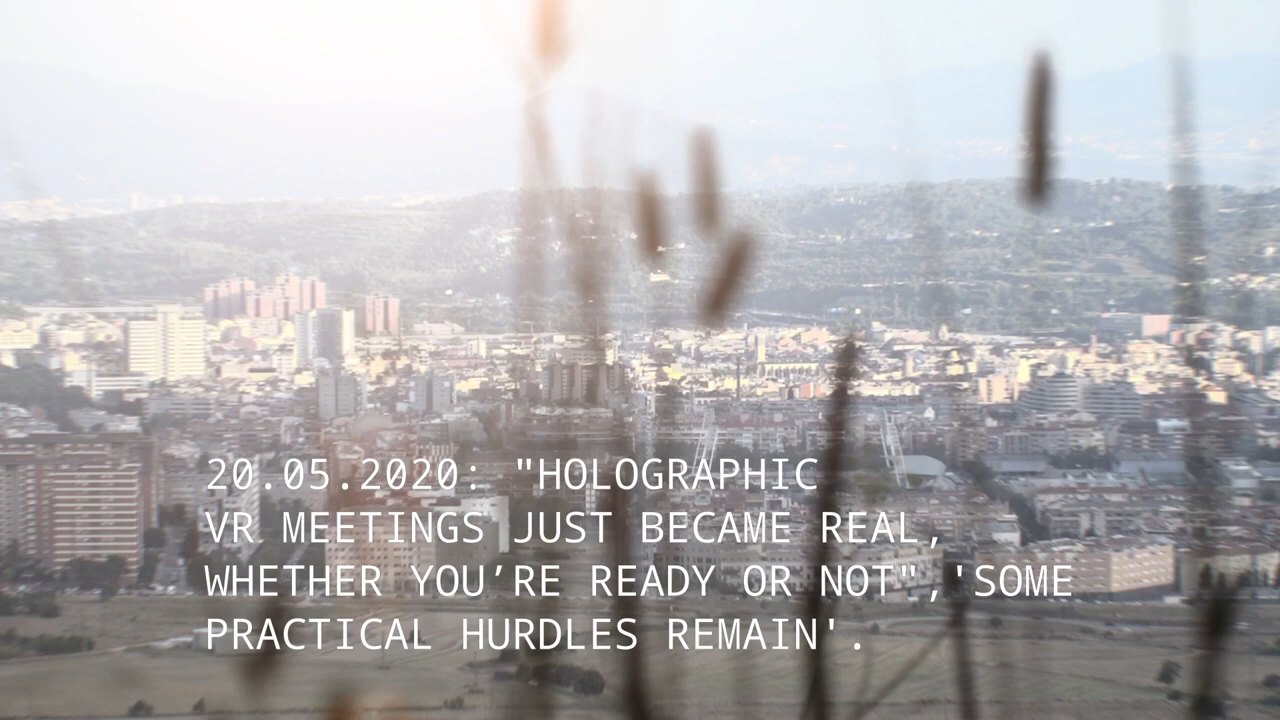 20.05.2020: "HOLOGRAPHIC
VR MEETINGS JUST BECAME REAL,
WHETHER YOU’RE READY OR NOT", 'SOME
PRACTICAL HURDLES REMAIN'.